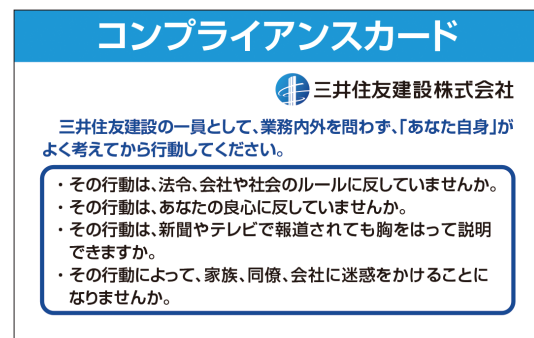 コンプライアンスカード
三井住友建設株式会社
三井住友建設の一員として、業務内外を問わず、「あなた自身」が
よく考えてから行動してください。
・その行動は、法令、会社や社会のルールに反していませんか。
・その行動は、あなたの良心に反していませんか。
・その行動は、新聞やテレビで報道されても胸をはって説明
できますか。
・その行動によって、家族、同僚、会社に迷惑をかけることに
なりませんか。